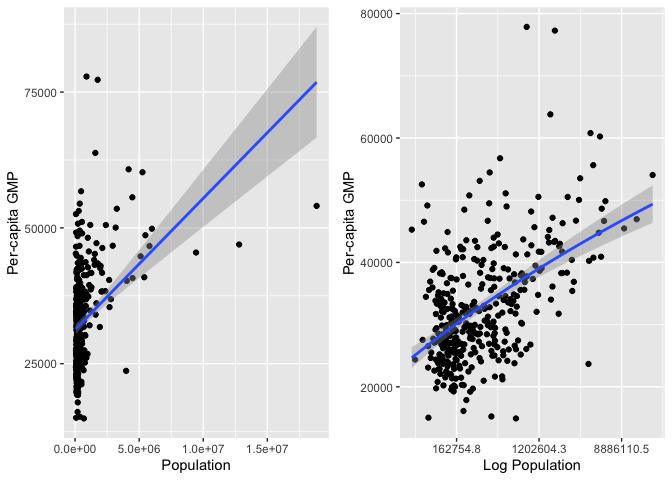 75000
50000
25000
Per-capita GMP
0.0e+00
5.0e+06
1.0e+07
1.5e+07
Population
80000
60000
40000
20000
Per-capita GMP
162754.8
1202604.3
8886110.5
Log Population